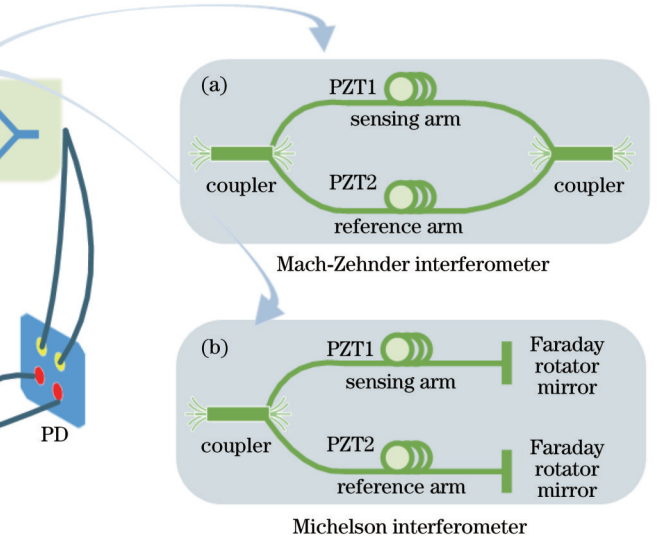 (a)
PZT1
sensing arm
coupler
PZT2
coupler
reference arm
Mach-Zehnder interferometer
(b)
PZT1
Faraday
rotator
mirror
sensing arm
coupler
PZT2
Faraday
rotator
mirror
reference arm
Michelson interferometer
PD